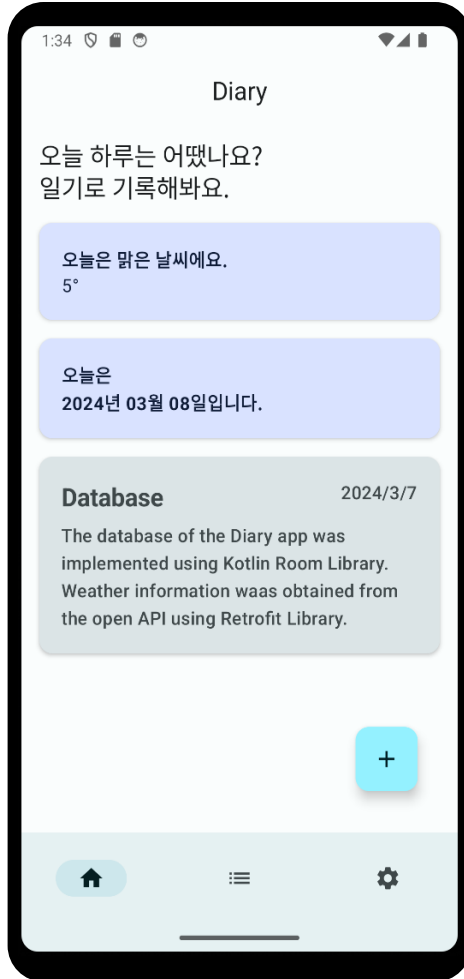 1:34
Diary
오늘 하루는 어땠나요?
일기로 기록해봐요.
오늘은 맑은 날씨에요.
5°
오늘은
2024년 03월 08일입니다.
Database
2024/3/7
The database of the Diary app was
implemented using Kotlin Room Library.
Weather information waas obtained from
the open API using Retrofit Library.
+